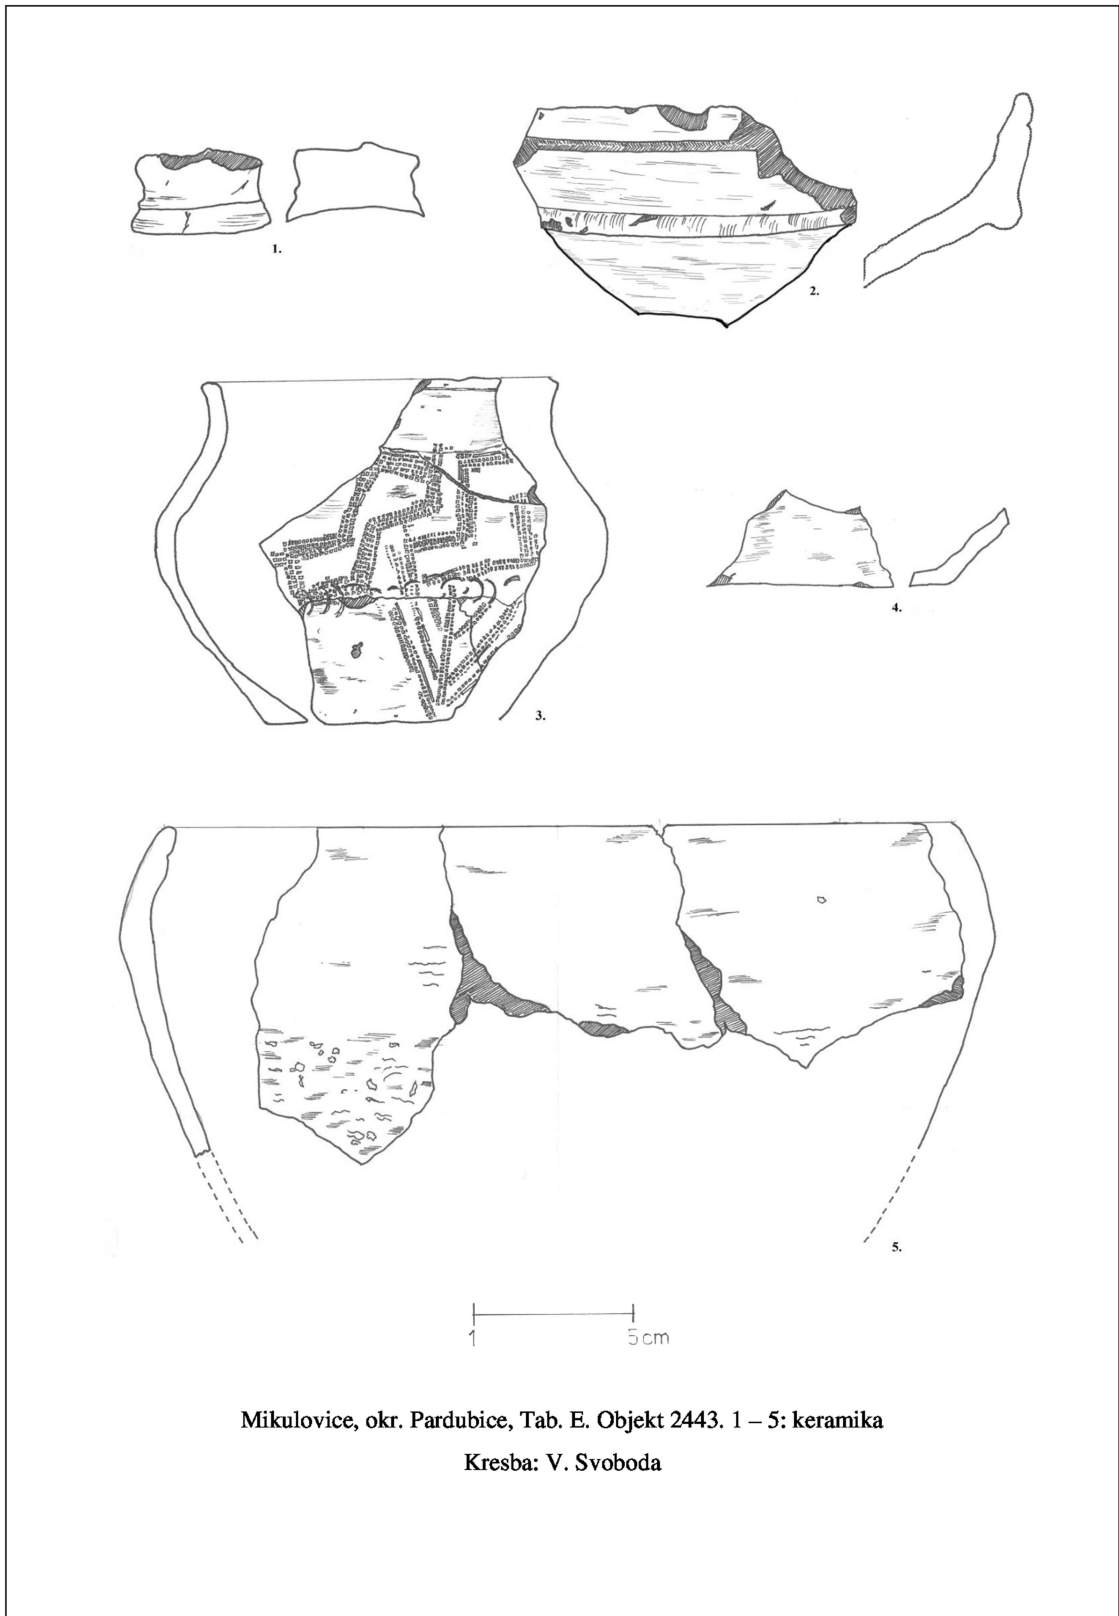 1.
2.
3.
4.
5.
1 5cm
Mikulovice, okr. Pardubice, Tab. E. Objekt 2443. 1 – 5: keramika
Kresba: V. Svoboda